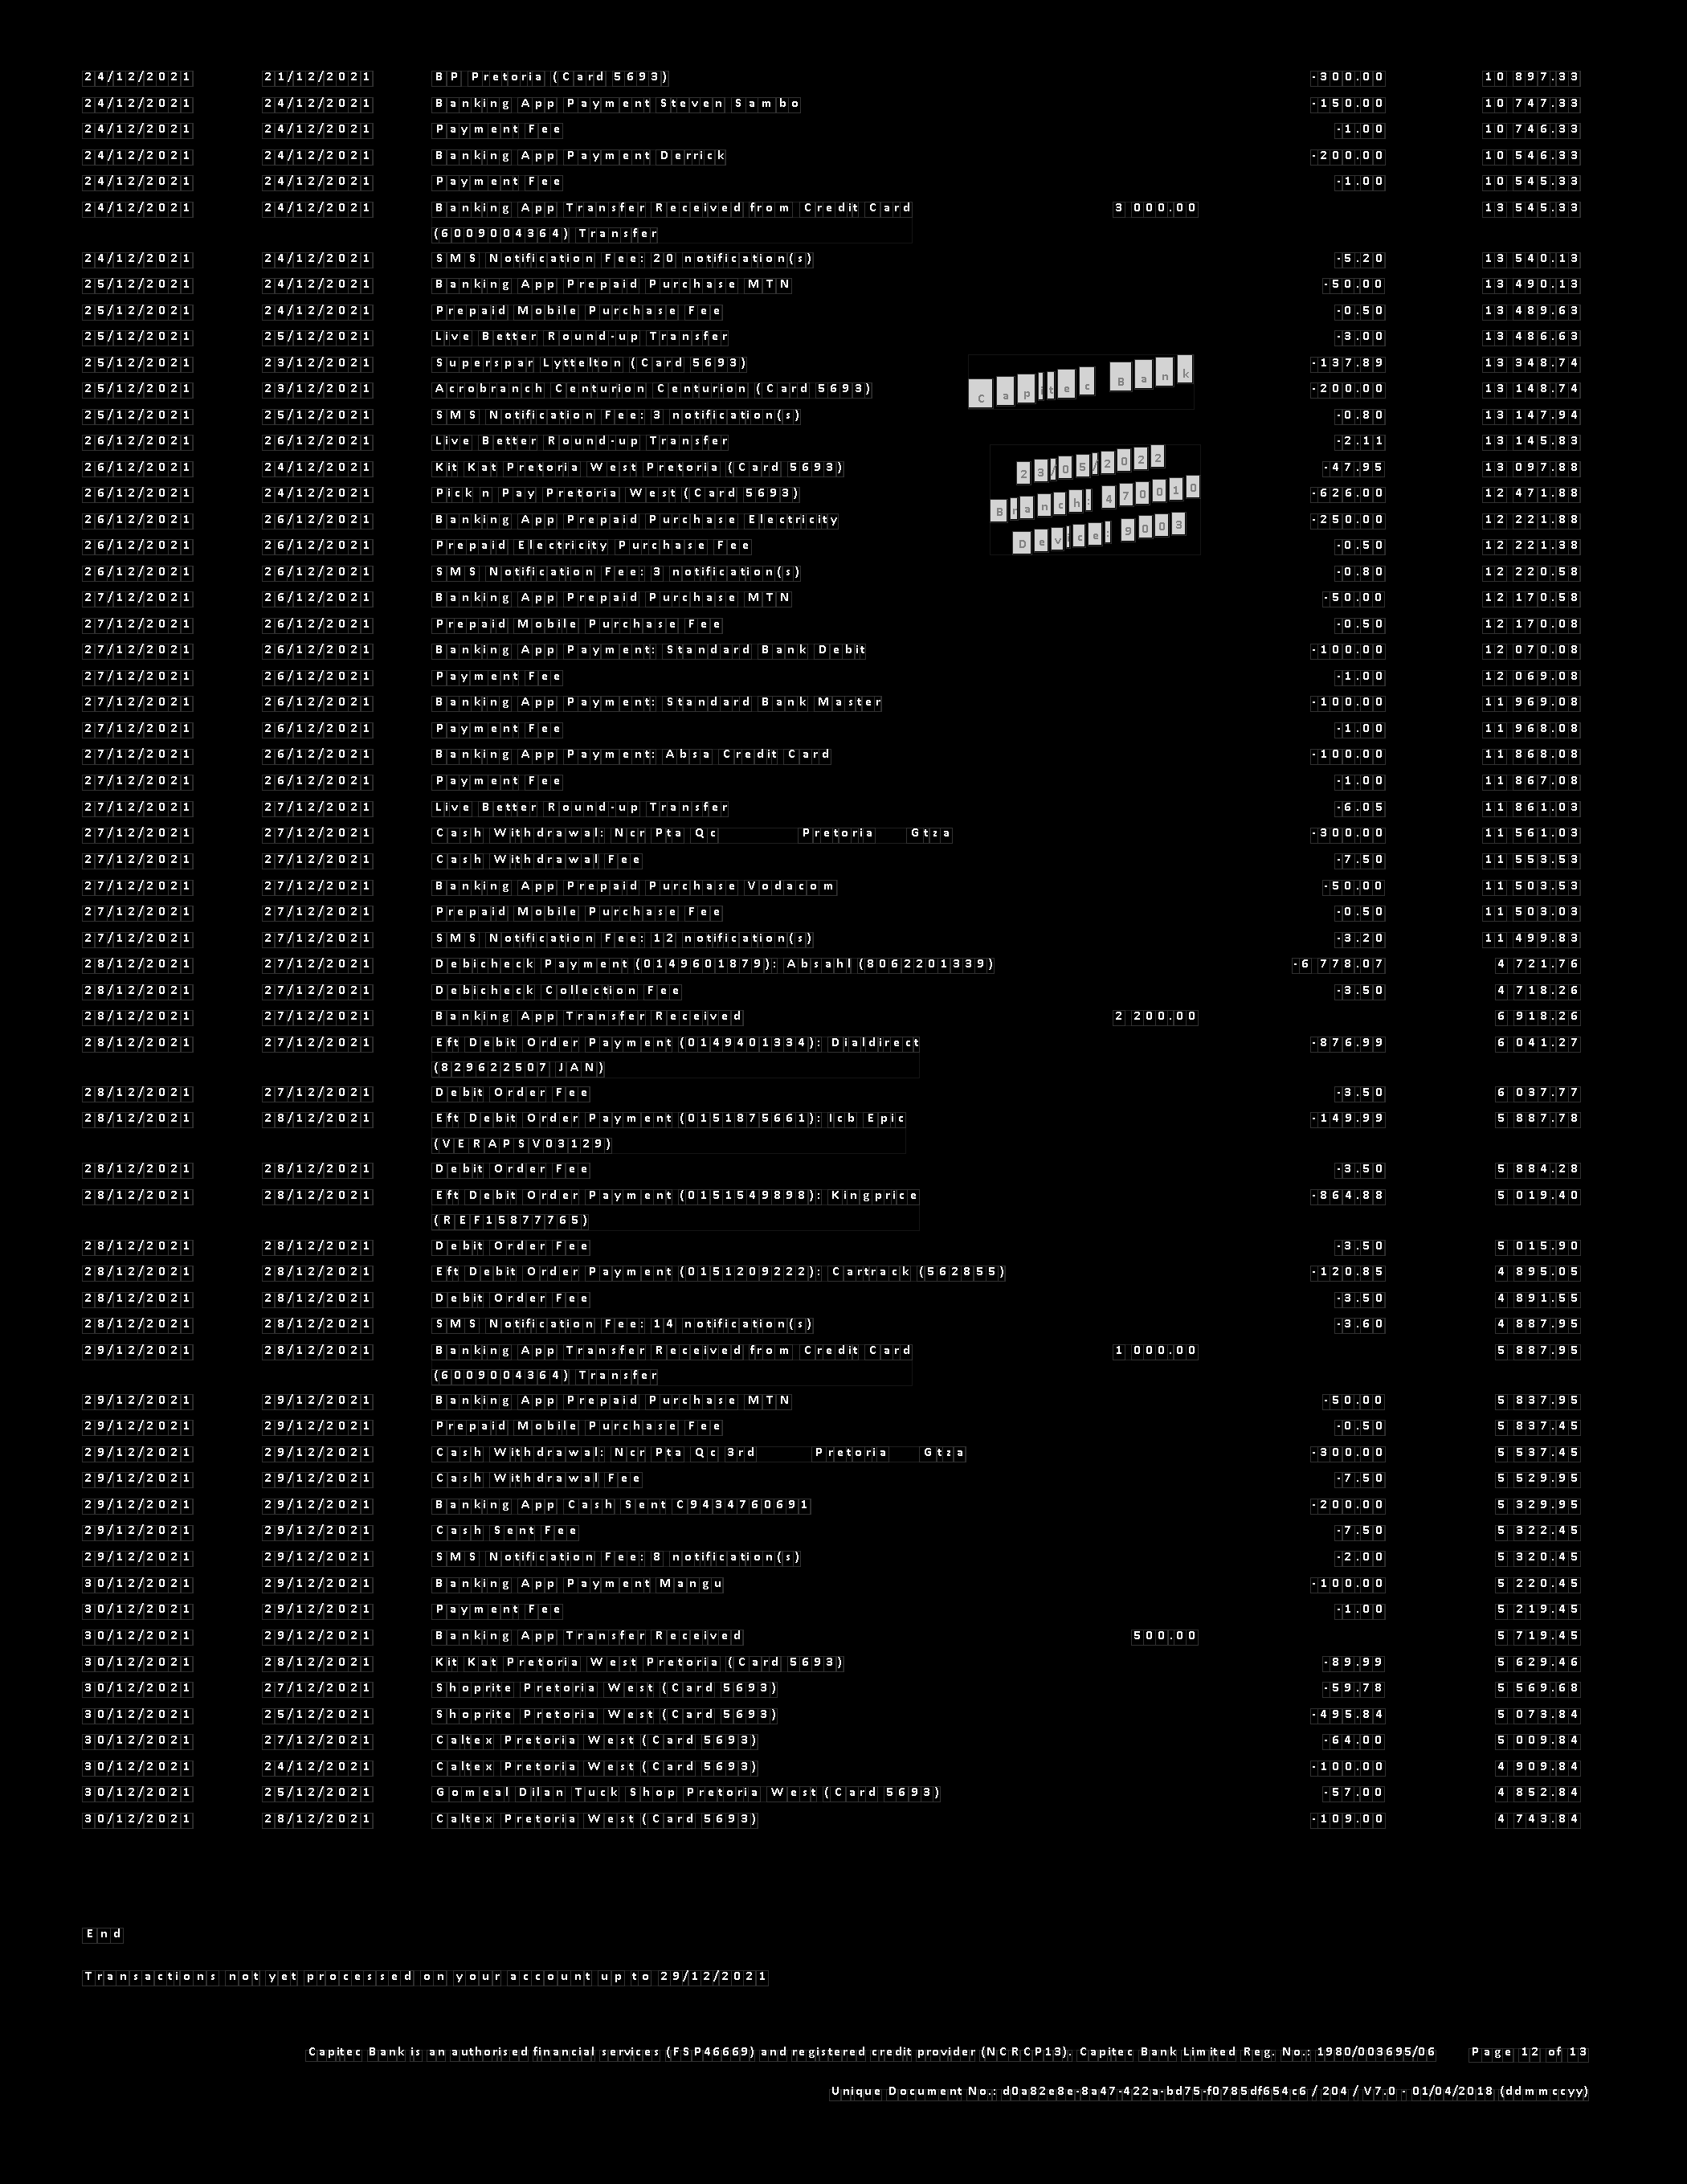 24/12/2021 21/12/2021 BP Pretoria (Card 5693) -300.00 10 897.33
24/12/2021 24/12/2021 Banking App Payment Steven Sambo -150.00 10 747.33
24/12/2021 24/12/2021 Payment Fee -1.00 10 746.33
24/12/2021 24/12/2021 Banking App Payment Derrick -200.00 10 546.33
24/12/2021 24/12/2021 Payment Fee -1.00 10 545.33
24/12/2021 24/12/2021 Banking App Transfer Received from Credit Card 3 000.00 13 545.33
(6009004364) Transfer
24/12/2021 24/12/2021 SMS Notification Fee: 20 notification(s) -5.20 13 540.13
25/12/2021 24/12/2021 Banking App Prepaid Purchase MTN -50.00 13 490.13
25/12/2021 24/12/2021 Prepaid Mobile Purchase Fee -0.50 13 489.63
25/12/2021 25/12/2021 Live Better Round-up Transfer -3.00 13 486.63
25/12/2021 23/12/2021 Superspar Lyttelton (Card 5693) -137.89 13 348.74
Capitec Bank
25/12/2021 23/12/2021 Acrobranch Centurion Centurion (Card 5693) -200.00 13 148.74
25/12/2021 25/12/2021 SMS Notification Fee: 3 notification(s) -0.80 13 147.94
26/12/2021 26/12/2021 Live Better Round-up Transfer -2.11 13 145.83
23/05/2022
26/12/2021 24/12/2021 Kit Kat Pretoria West Pretoria (Card 5693) -47.95 13 097.88
26/12/2021 24/12/2021 Pick n Pay Pretoria West (Card 5693) -626.00 12 471.88
Branch: 470010
26/12/2021 26/12/2021 Banking App Prepaid Purchase Electricity -250.00 12 221.88
Device: 9003
26/12/2021 26/12/2021 Prepaid Electricity Purchase Fee -0.50 12 221.38
26/12/2021 26/12/2021 SMS Notification Fee: 3 notification(s) -0.80 12 220.58
27/12/2021 26/12/2021 Banking App Prepaid Purchase MTN -50.00 12 170.58
27/12/2021 26/12/2021 Prepaid Mobile Purchase Fee -0.50 12 170.08
27/12/2021 26/12/2021 Banking App Payment: Standard Bank Debit -100.00 12 070.08
27/12/2021 26/12/2021 Payment Fee -1.00 12 069.08
27/12/2021 26/12/2021 Banking App Payment: Standard Bank Master -100.00 11 969.08
27/12/2021 26/12/2021 Payment Fee -1.00 11 968.08
27/12/2021 26/12/2021 Banking App Payment: Absa Credit Card -100.00 11 868.08
27/12/2021 26/12/2021 Payment Fee -1.00 11 867.08
27/12/2021 27/12/2021 Live Better Round-up Transfer -6.05 11 861.03
27/12/2021 27/12/2021 Cash Withdrawal: Ncr Pta Qc Pretoria Gtza -300.00 11 561.03
27/12/2021 27/12/2021 Cash Withdrawal Fee -7.50 11 553.53
27/12/2021 27/12/2021 Banking App Prepaid Purchase Vodacom -50.00 11 503.53
27/12/2021 27/12/2021 Prepaid Mobile Purchase Fee -0.50 11 503.03
27/12/2021 27/12/2021 SMS Notification Fee: 12 notification(s) -3.20 11 499.83
28/12/2021 27/12/2021 Debicheck Payment (0149601879): Absahl (8062201339) -6 778.07 4 721.76
28/12/2021 27/12/2021 Debicheck Collection Fee -3.50 4 718.26
28/12/2021 27/12/2021 Banking App Transfer Received 2 200.00 6 918.26
28/12/2021 27/12/2021 Eft Debit Order Payment (0149401334): Dialdirect -876.99 6 041.27
(829622507 JAN)
28/12/2021 27/12/2021 Debit Order Fee -3.50 6 037.77
28/12/2021 28/12/2021 Eft Debit Order Payment (0151875661): Icb Epic -149.99 5 887.78
(VERAPSV03129)
28/12/2021 28/12/2021 Debit Order Fee -3.50 5 884.28
28/12/2021 28/12/2021 Eft Debit Order Payment (0151549898): Kingprice -864.88 5 019.40
(REF15877765)
28/12/2021 28/12/2021 Debit Order Fee -3.50 5 015.90
28/12/2021 28/12/2021 Eft Debit Order Payment (0151209222): Cartrack (562855) -120.85 4 895.05
28/12/2021 28/12/2021 Debit Order Fee -3.50 4 891.55
28/12/2021 28/12/2021 SMS Notification Fee: 14 notification(s) -3.60 4 887.95
29/12/2021 28/12/2021 Banking App Transfer Received from Credit Card 1 000.00 5 887.95
(6009004364) Transfer
29/12/2021 29/12/2021 Banking App Prepaid Purchase MTN -50.00 5 837.95
29/12/2021 29/12/2021 Prepaid Mobile Purchase Fee -0.50 5 837.45
29/12/2021 29/12/2021 Cash Withdrawal: Ncr Pta Qc 3rd Pretoria Gtza -300.00 5 537.45
29/12/2021 29/12/2021 Cash Withdrawal Fee -7.50 5 529.95
29/12/2021 29/12/2021 Banking App Cash Sent C9434760691 -200.00 5 329.95
29/12/2021 29/12/2021 Cash Sent Fee -7.50 5 322.45
29/12/2021 29/12/2021 SMS Notification Fee: 8 notification(s) -2.00 5 320.45
30/12/2021 29/12/2021 Banking App Payment Mangu -100.00 5 220.45
30/12/2021 29/12/2021 Payment Fee -1.00 5 219.45
30/12/2021 29/12/2021 Banking App Transfer Received 500.00 5 719.45
30/12/2021 28/12/2021 Kit Kat Pretoria West Pretoria (Card 5693) -89.99 5 629.46
30/12/2021 27/12/2021 Shoprite Pretoria West (Card 5693) -59.78 5 569.68
30/12/2021 25/12/2021 Shoprite Pretoria West (Card 5693) -495.84 5 073.84
30/12/2021 27/12/2021 Caltex Pretoria West (Card 5693) -64.00 5 009.84
30/12/2021 24/12/2021 Caltex Pretoria West (Card 5693) -100.00 4 909.84
30/12/2021 25/12/2021 Gomeal Dilan Tuck Shop Pretoria West (Card 5693) -57.00 4 852.84
30/12/2021 28/12/2021 Caltex Pretoria West (Card 5693) -109.00 4 743.84
End
Transactions not yet processed on your account up to 29/12/2021
Capitec Bank is an authorised financial services (FSP46669) and registered credit provider (NCRCP13). Capitec Bank Limited Reg. No.: 1980/003695/06 Page 12 of 13
Unique Document No.: d0a82e8e-8a47-422a-bd75-f0785df654c6 / 204 / V7.0 - 01/04/2018 (ddmmccyy)